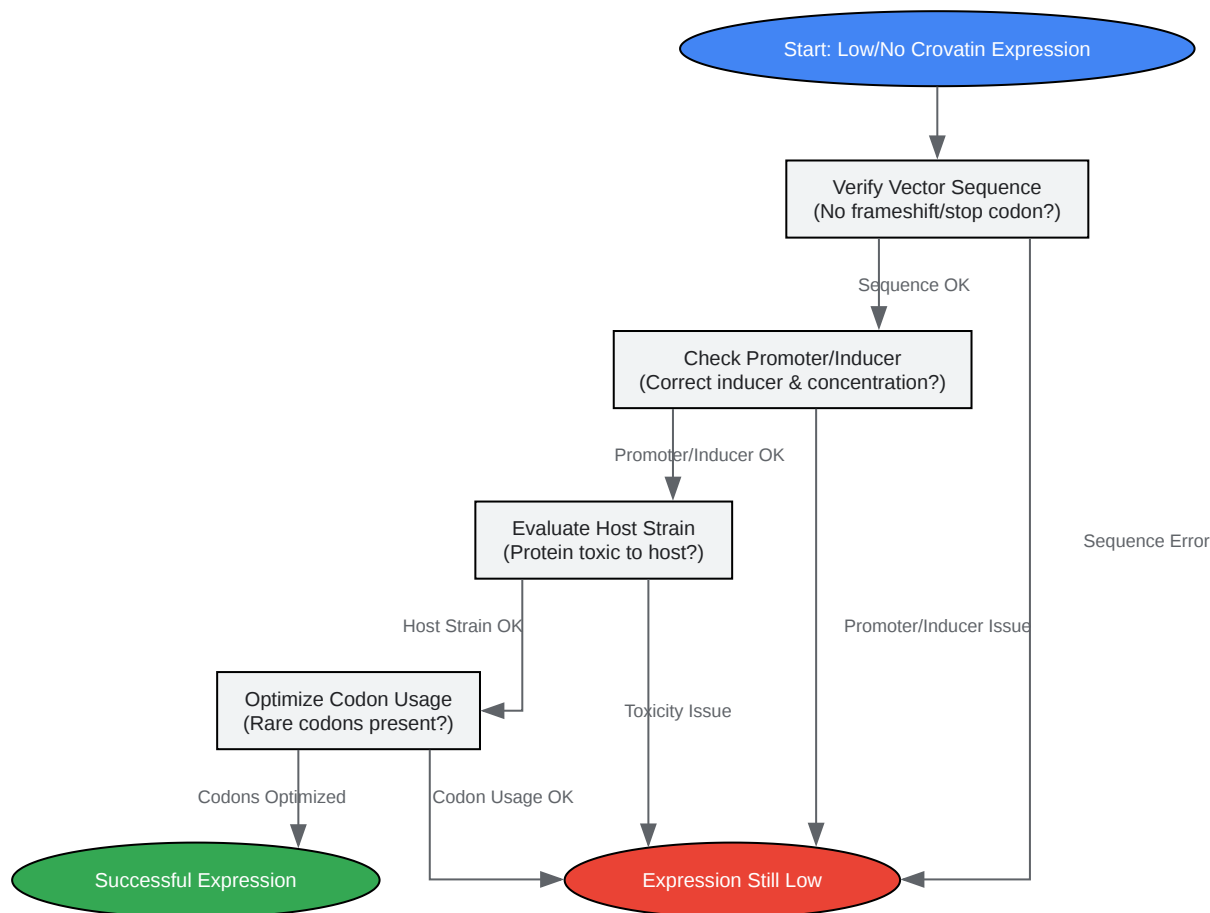 Start: Low/No Crovatin Expression
Verify Vector Sequence
(No frameshift/stop codon?)
Sequence OK
Check Promoter/Inducer
(Correct inducer & concentration?)
Promoter/Inducer OK
Evaluate Host Strain
(Protein toxic to host?)
Sequence Error
Host Strain OK
Promoter/Inducer Issue
Optimize Codon Usage
(Rare codons present?)
Toxicity Issue
Codons Optimized
Codon Usage OK
Successful Expression
Expression Still Low